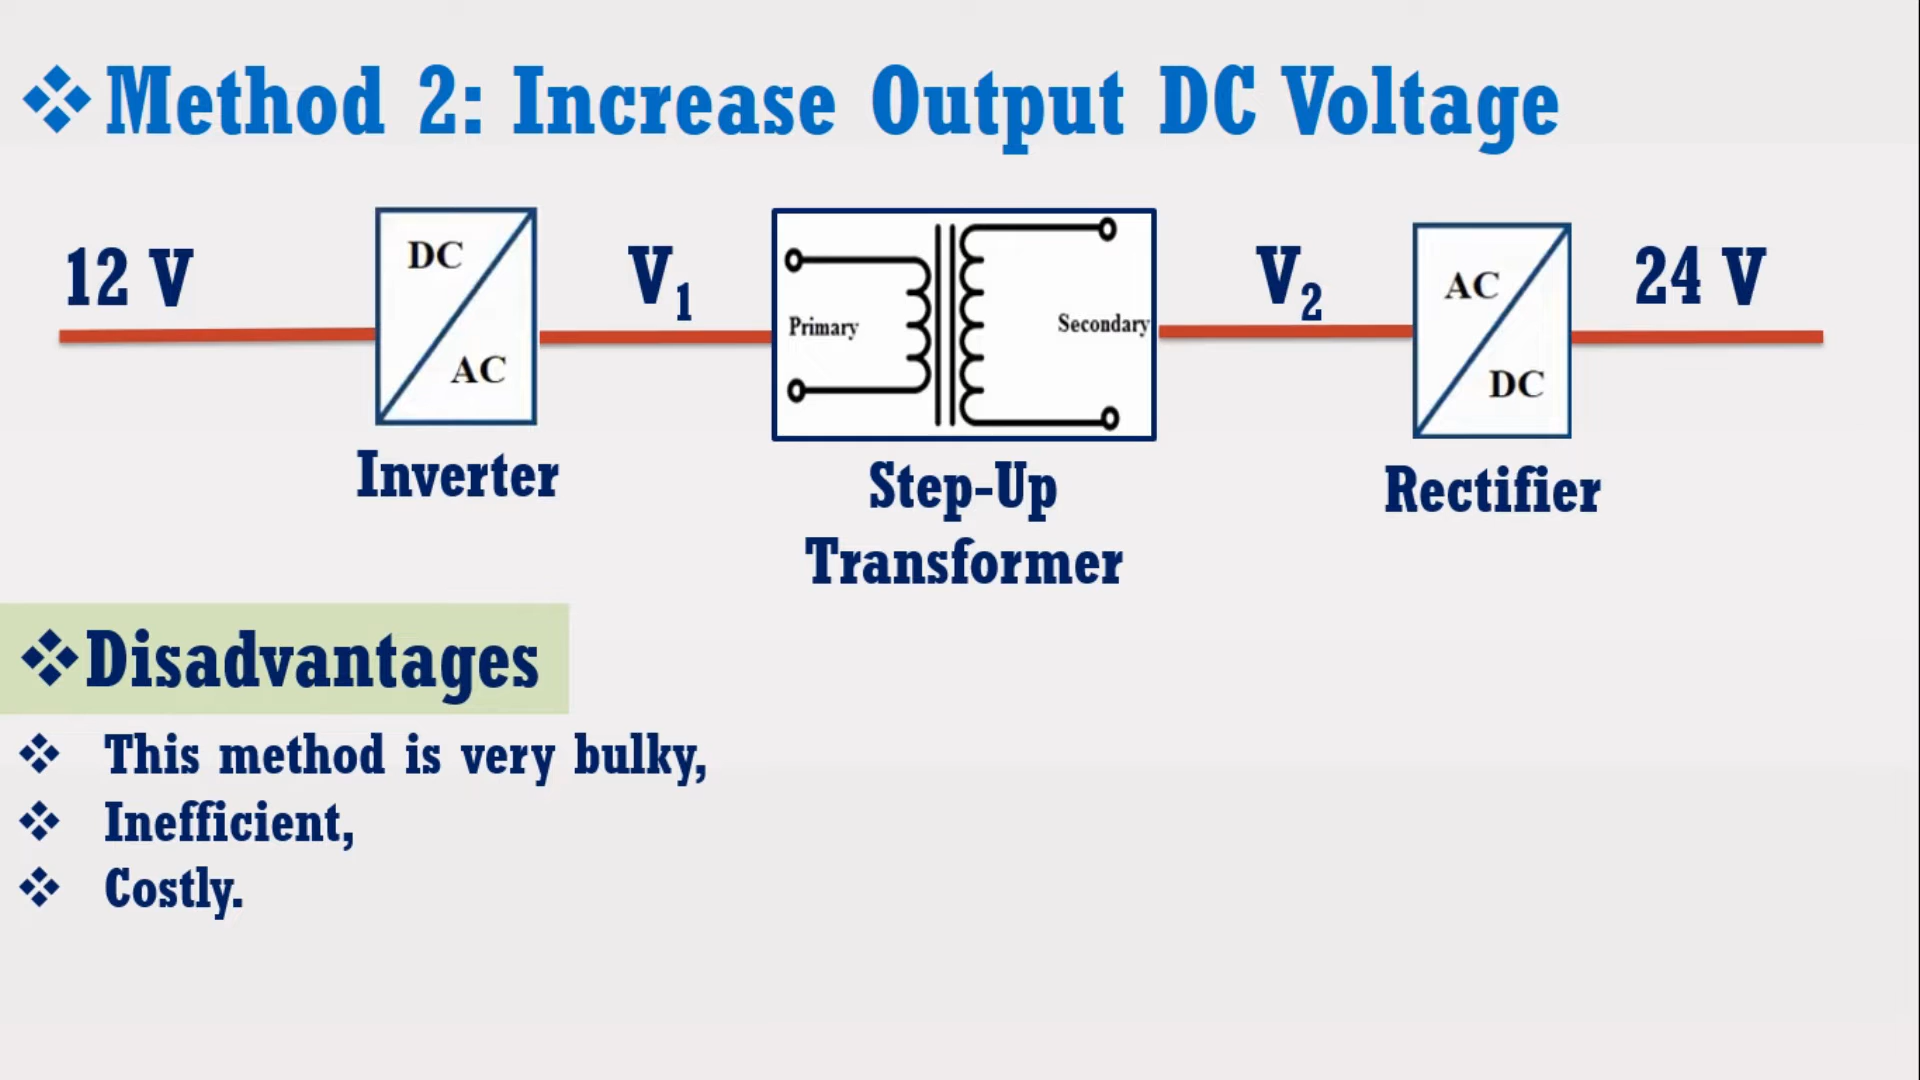 ❖Method 2: Increase Output DC Voltage
12 V
DC
AC
V₁
Primary
Secondary
V₂
AC
DC
24 V
Inverter
Step-Up
Transformer
Rectifier
❖Disadvantages
❖ This method is very bulky,
❖ Inefficient,
❖ Costly.